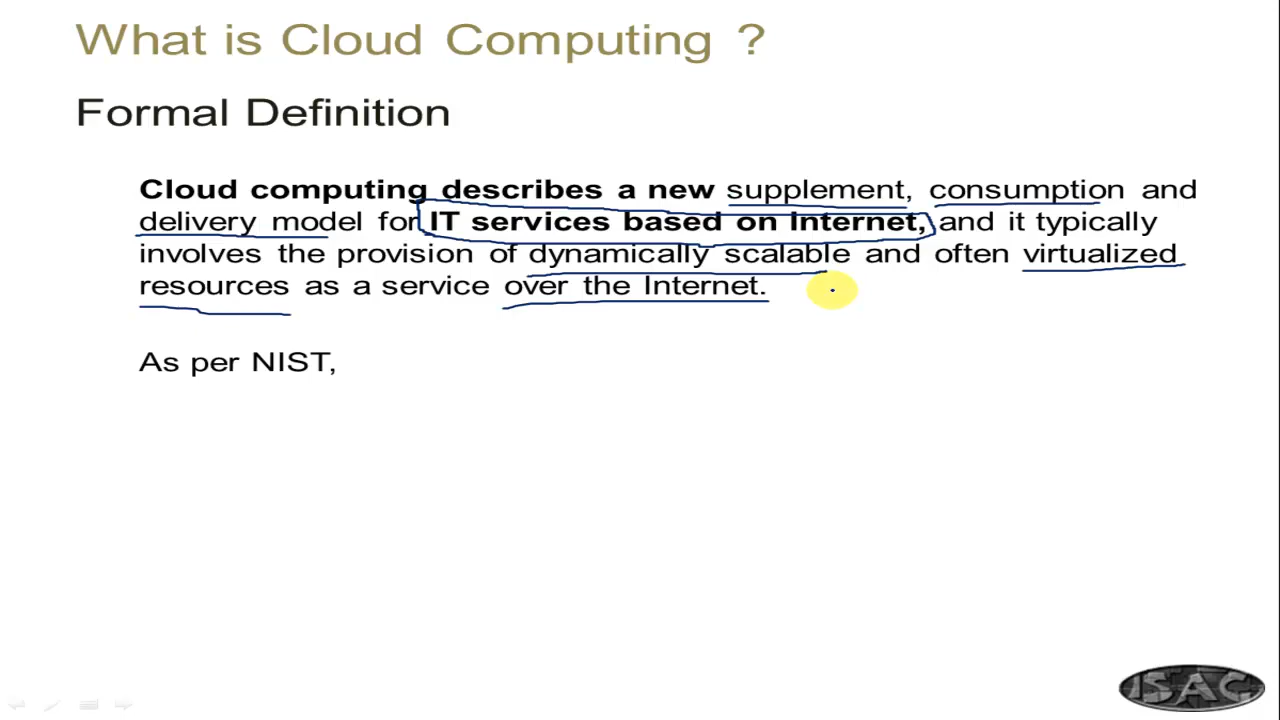 What is Cloud Computing ?
Formal Definition
Cloud computing describes a new supplement, consumption and
delivery model for IT services based on Internet, and it typically
involves the provision of dynamically scalable and often virtualized
resources as a service over the Internet.
As per NIST,
ISAC